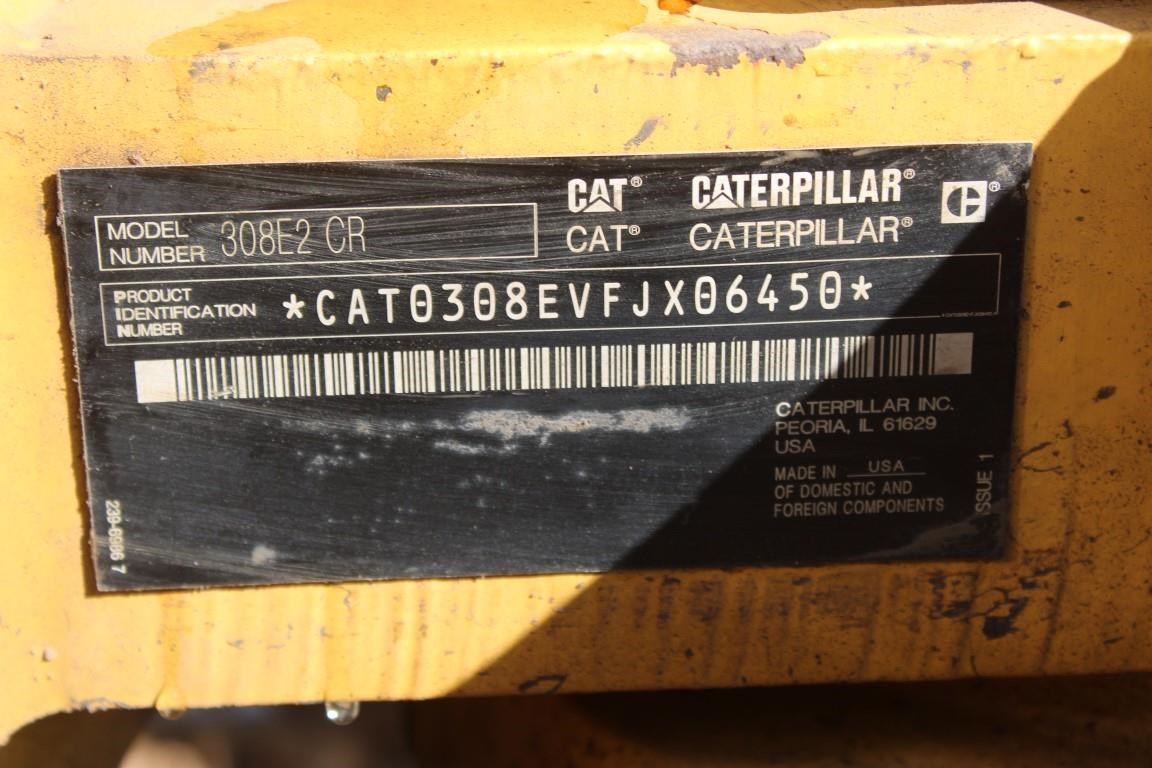 MODEL
NUMBER 308E2 CR
CAT® CATERPILLAR®
CAT® CATERPILLAR®
PRODUCT
IDENTIFICATION
NUMBER
*CAT0308EVFJX06450*
CATERPILLAR INC.
PEORIA, IL 61629
USA
MADE IN USA
OF DOMESTIC AND
FOREIGN COMPONENTS
ISSUE 1